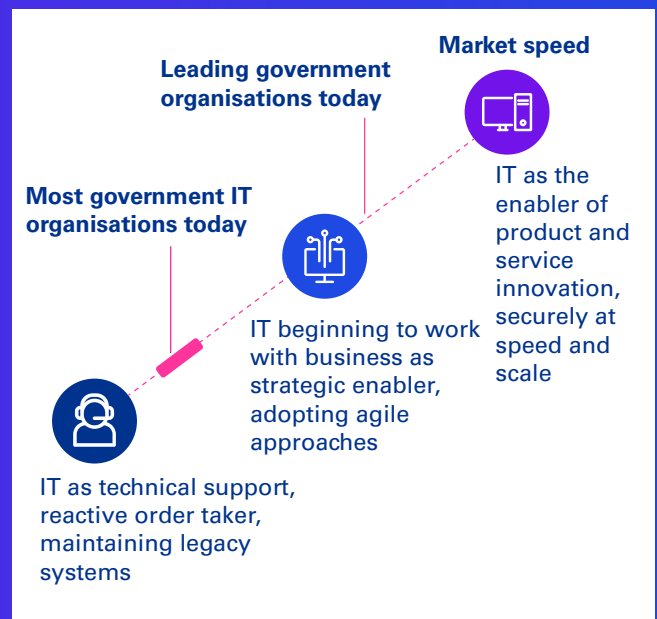 Market speed
Leading government
organisations today
Most government IT
organisations today
IT as the
enabler of
product and
service
innovation,
securely at
speed and
scale
IT beginning to work
with business as
strategic enabler,
adopting agile
approaches
IT as technical support,
reactive order taker,
maintaining legacy
systems